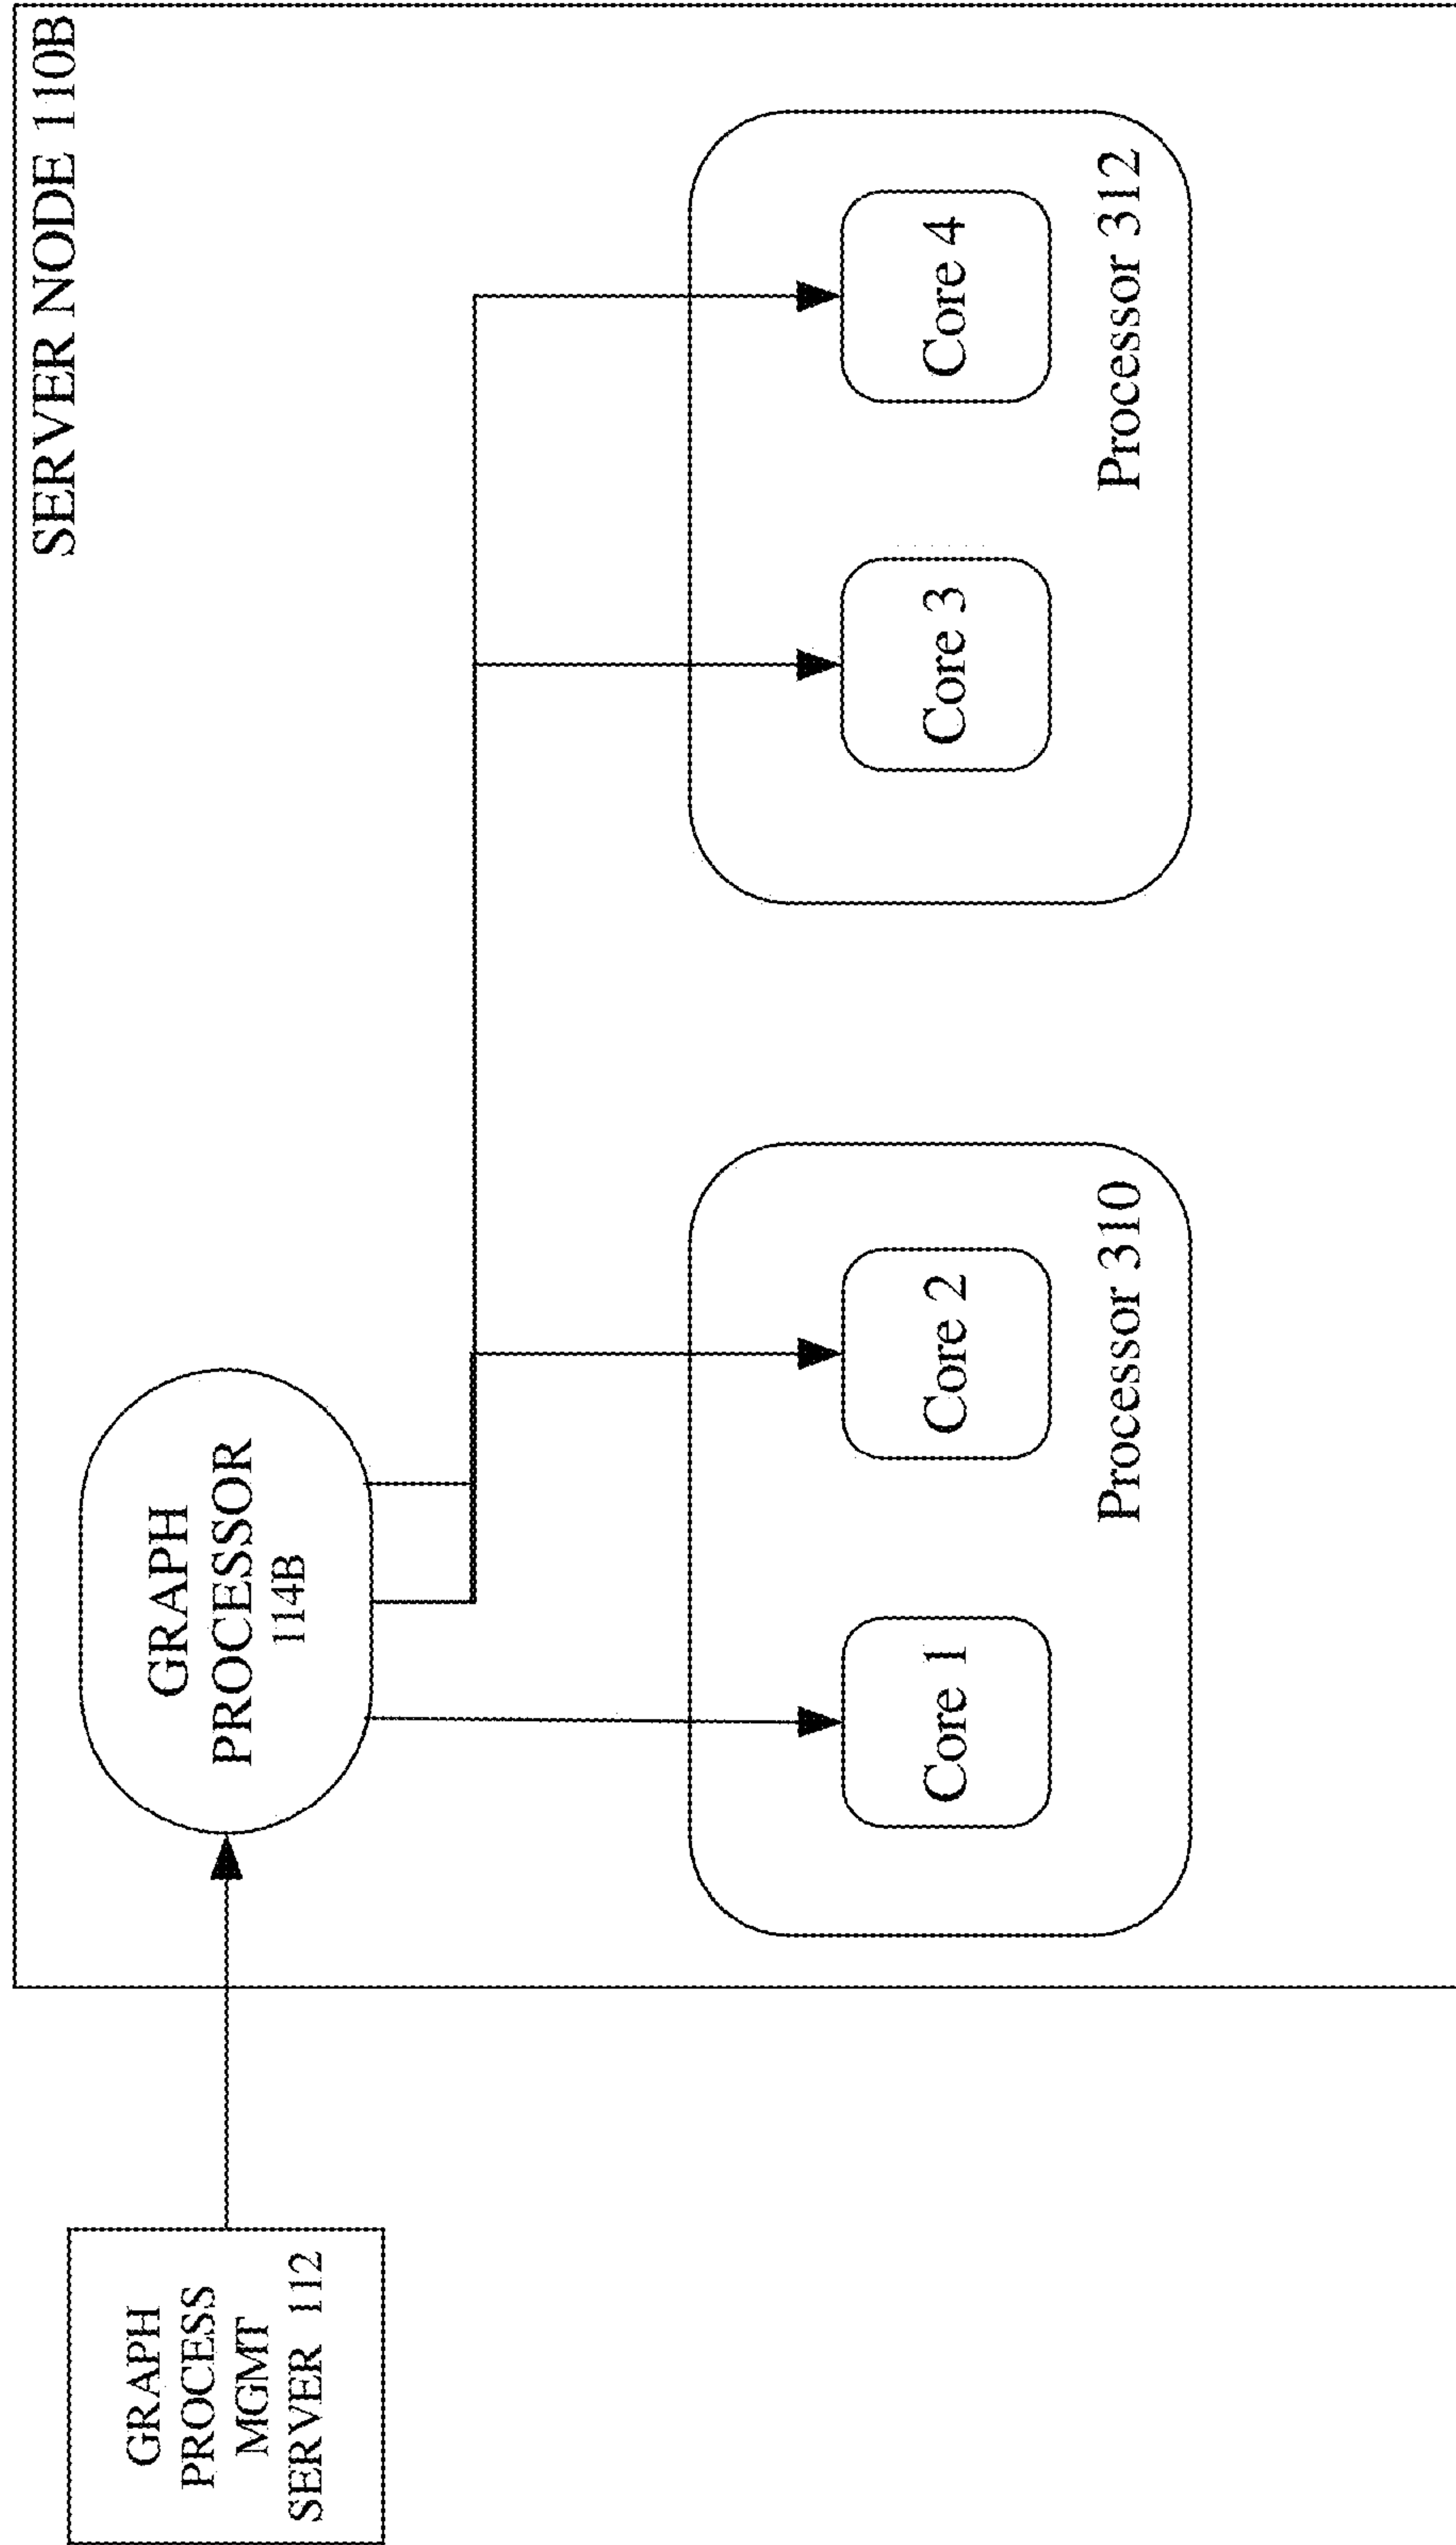 SERVER NODE 110B
GRAPH
PROCESS
MGMT
SERVER 112
GRAPH
PROCESSOR
114B
Core 1
Core 2
Processor 310
Core 3
Core 4
Processor 312